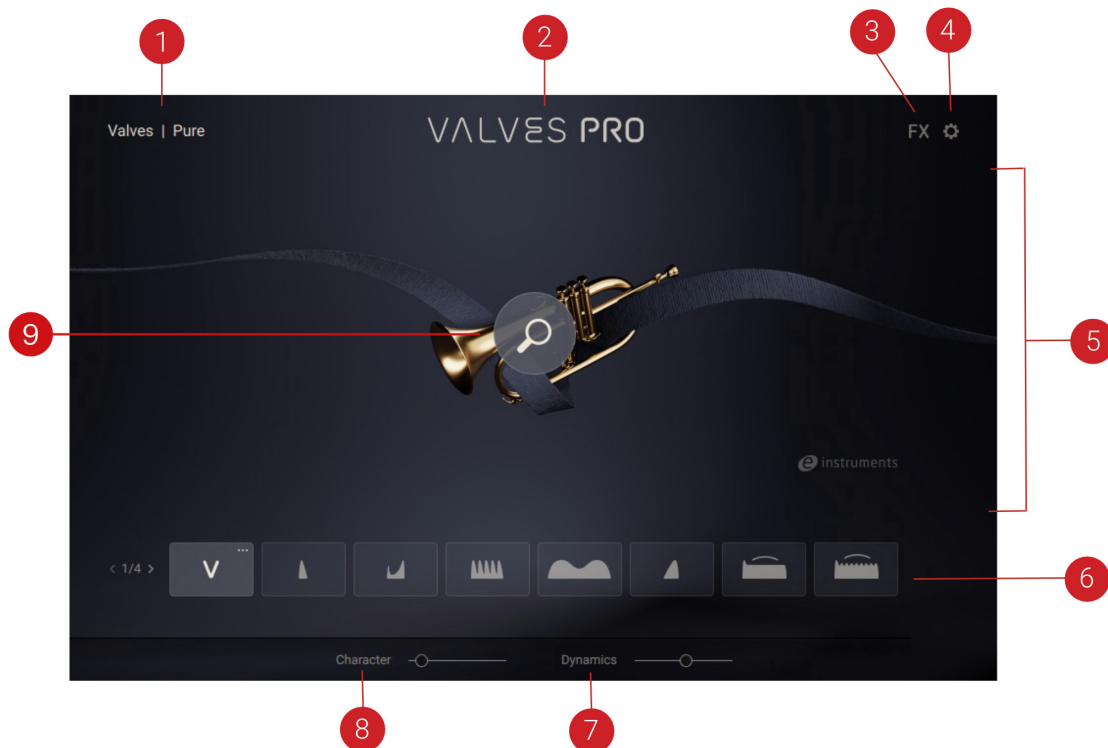 1
2
3
4
Valves | Pure
VALVES PRO
FX
9
5
e instruments
< 1/4 >
V
...
6
Character
Dynamics
8
7